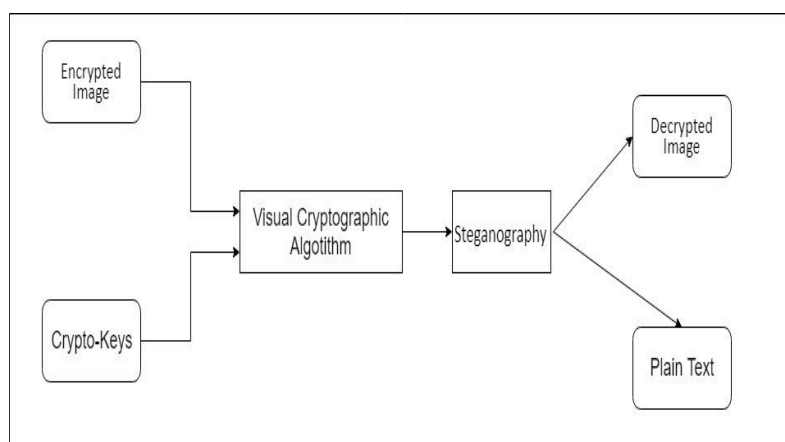 Encrypted
Image
Crypto-Keys
Visual Cryptographic
Algotithm
Steganography
Decrypted
Image
Plain Text